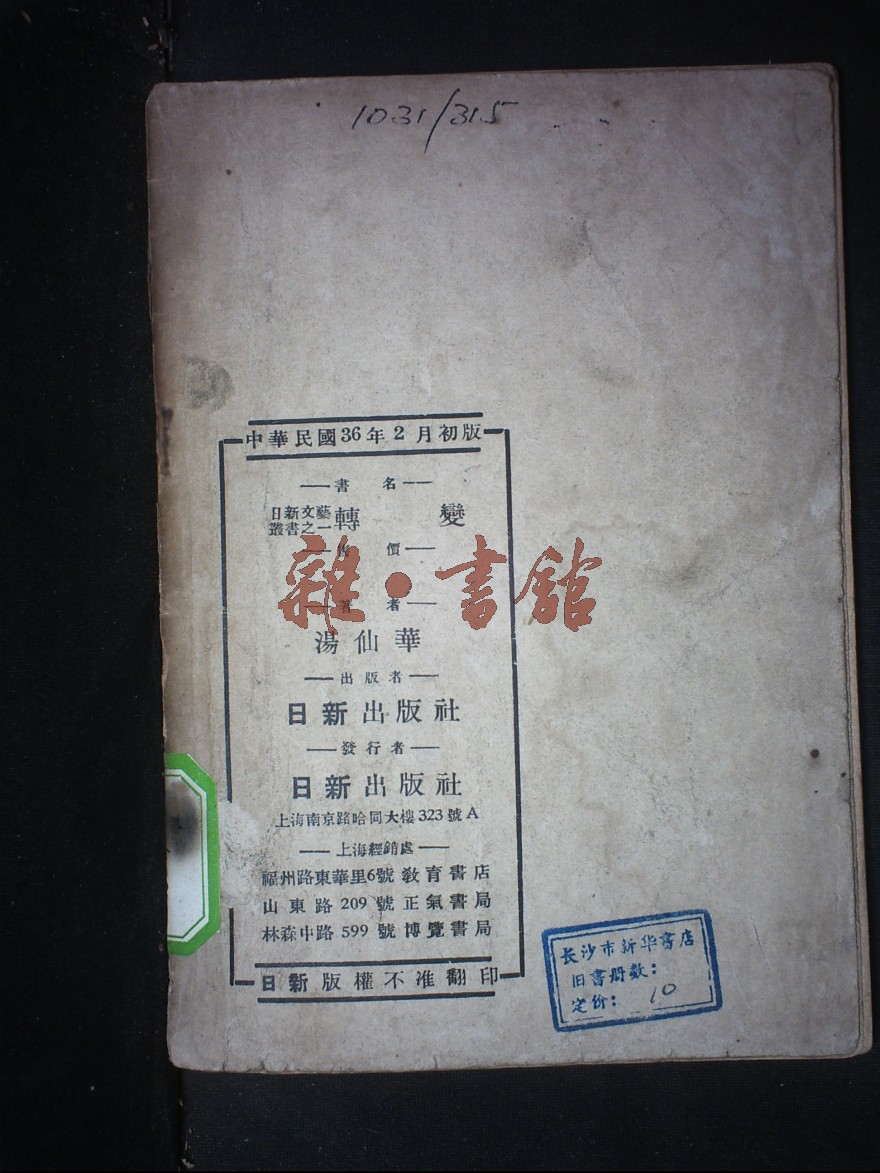 1031/315
中華民國36年2月初版
書 名
日新文藝
叢書之一
轉 變
價
雜·書館
著 者
湯仙華
出版者
日新出版社
發行者
日新出版社
上海南京路哈同大樓323號A
上海經銷處
福州路東華里6號教育書店
山東路209號正氣書局
林森中路599號博覽書局
日新版權不准翻印
长沙市新华書店
旧書册数：
定价： 10